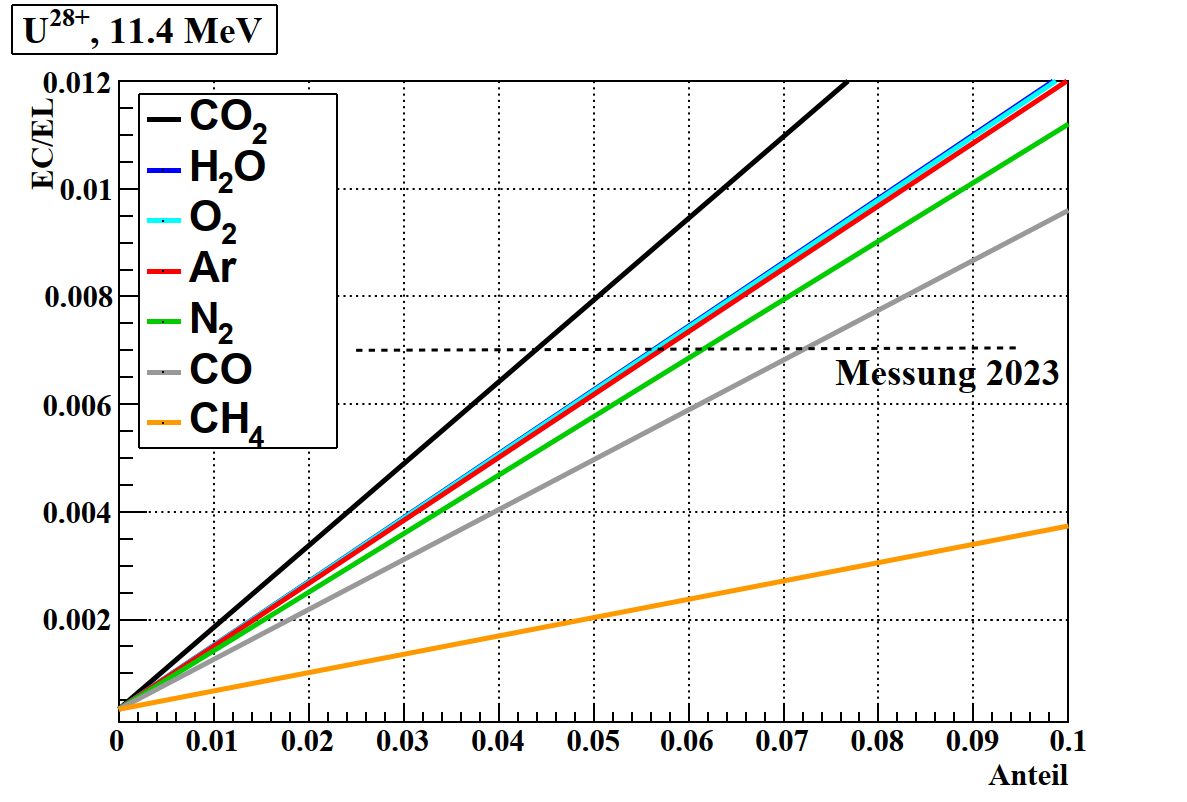 U²⁸⁺, 11.4 MeV
EC/EL
0.012
0.01
0.008
0.006
0.004
0.002
CO₂
H₂O
O₂
Ar
N₂
CO
CH₄
Messung 2023
0 0.01 0.02 0.03 0.04 0.05 0.06 0.07 0.08 0.09 0.1
Anteil